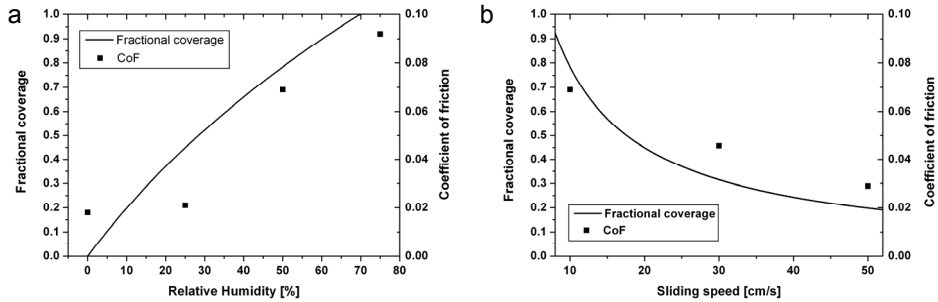 a
1.0
0.9
0.8
0.7
0.6
0.5
0.4
0.3
0.2
0.1
0.0
Fractional coverage
Fractional coverage
CoF
0.10
0.08
0.06
0.04
0.02
0.00
Coefficient of friction
0 10 20 30 40 50 60 70 80
Relative Humidity [%]
b
1.0
0.9
0.8
0.7
0.6
0.5
0.4
0.3
0.2
0.1
0.0
Fractional coverage
Fractional coverage
CoF
0.10
0.08
0.06
0.04
0.02
0.00
Coefficient of friction
10 20 30 40 50
Sliding speed [cm/s]